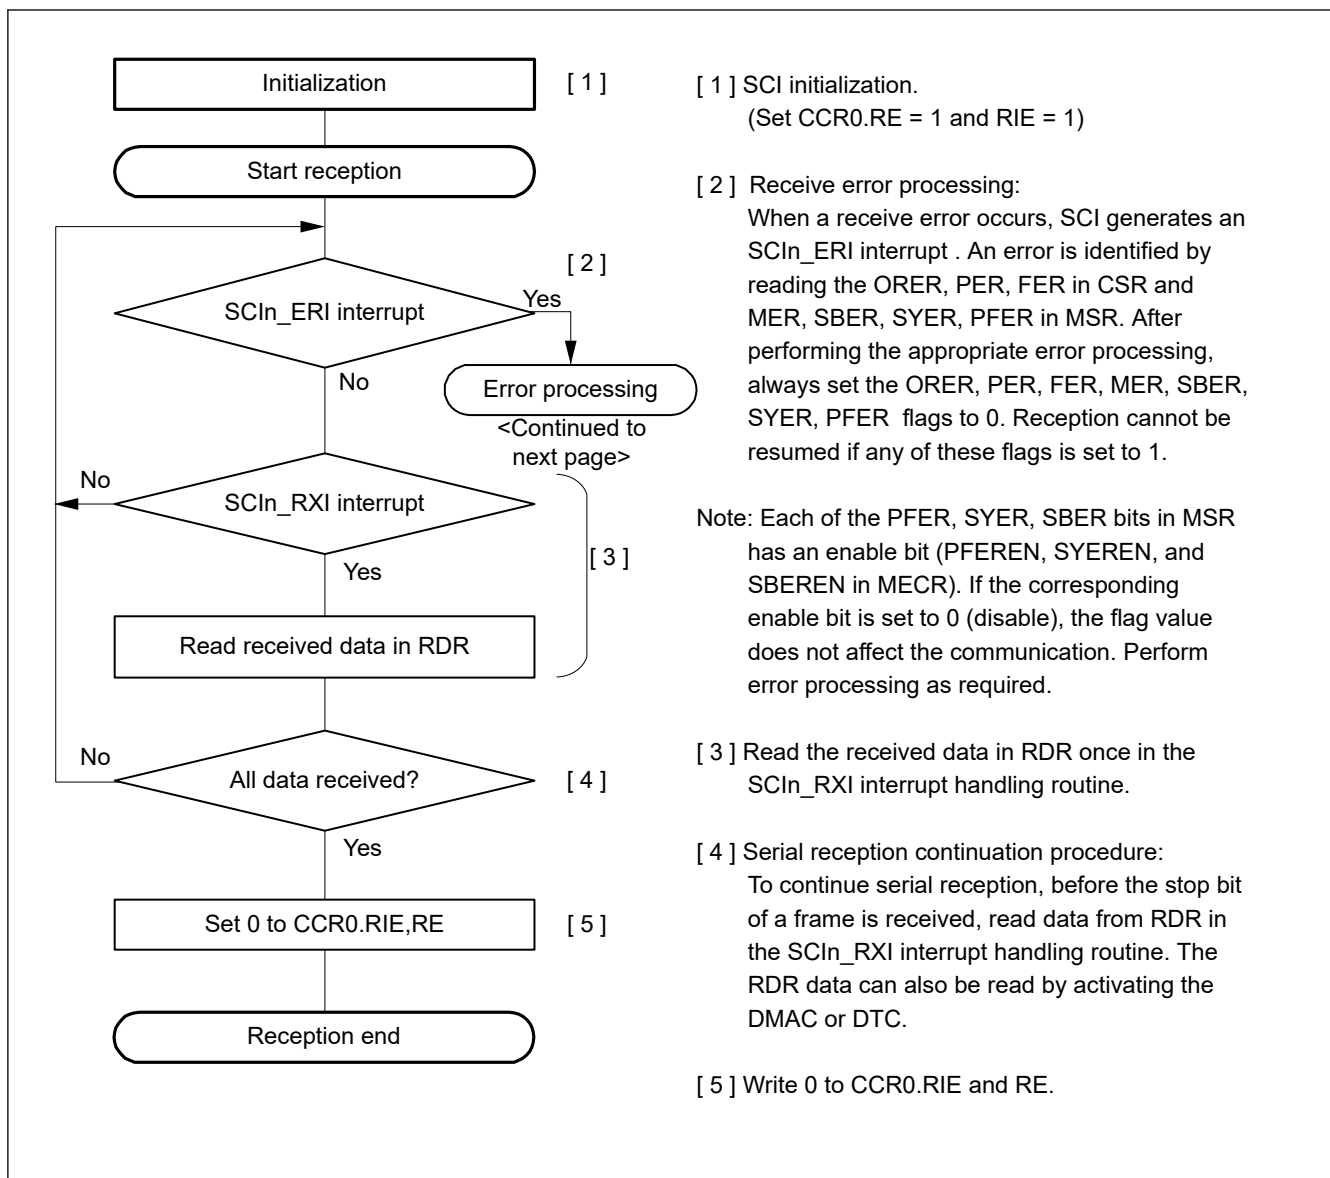 Initialization
[ 1 ]
Start reception
[ 2 ]
SCIn_ERI interrupt
Yes
No
Error processing
<Continued to
next page>
No
SCIn_RXI interrupt
[ 3 ]
Yes
Read received data in RDR
No
All data received?
[ 4 ]
Yes
Set 0 to CCR0.RIE,RE
[ 5 ]
Reception end
[ 1 ] SCI initialization.
(Set CCR0.RE = 1 and RIE = 1)
[ 2 ] Receive error processing:
When a receive error occurs, SCI generates an
SCIn_ERI interrupt . An error is identified by
reading the ORER, PER, FER in CSR and
MER, SBER, SYER, PFER in MSR. After
performing the appropriate error processing,
always set the ORER, PER, FER, MER, SBER,
SYER, PFER  flags to 0. Reception cannot be
resumed if any of these flags is set to 1.
Note: Each of the PFER, SYER, SBER bits in MSR
has an enable bit (PFEREN, SYEREN, and
SBEREN in MECR). If the corresponding
enable bit is set to 0 (disable), the flag value
does not affect the communication. Perform
error processing as required.
[ 3 ] Read the received data in RDR once in the
SCIn_RXI interrupt handling routine.
[ 4 ] Serial reception continuation procedure:
To continue serial reception, before the stop bit
of a frame is received, read data from RDR in
the SCIn_RXI interrupt handling routine. The
RDR data can also be read by activating the
DMAC or DTC.
[ 5 ] Write 0 to CCR0.RIE and RE.